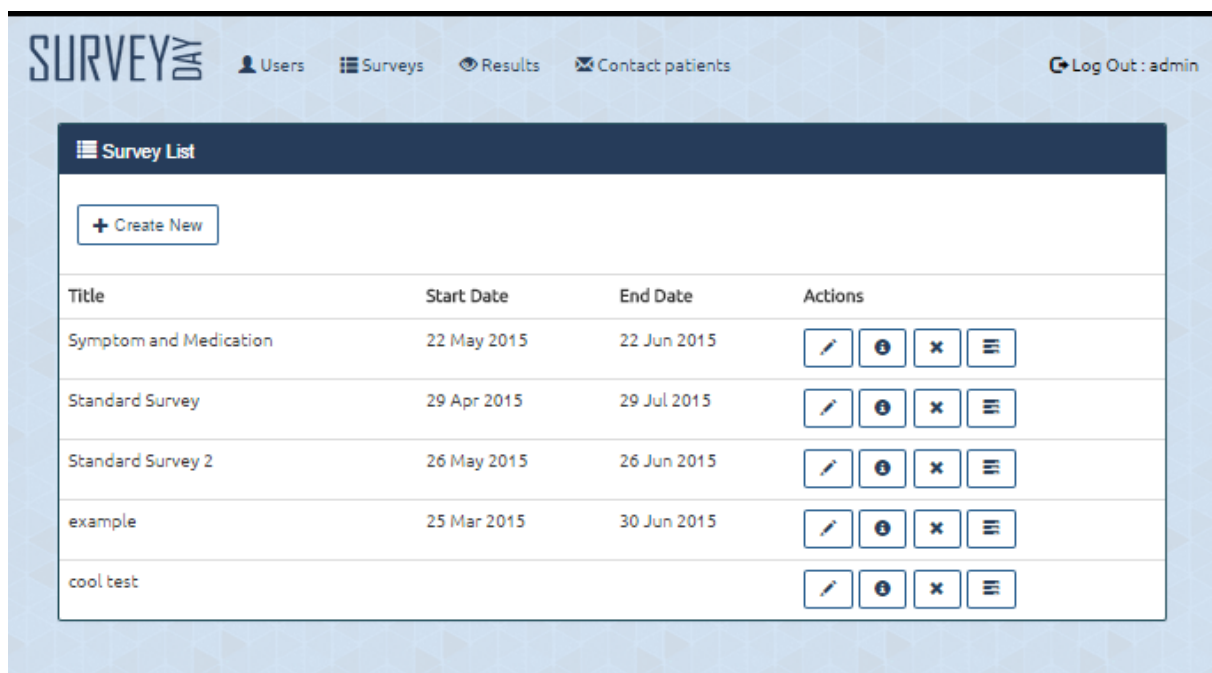 SURVEY DAY Users Surveys Results Contact patients Log Out : admin
Survey List
Create New
Title Start Date End Date Actions
Symptom and Medication 22 May 2015 22 Jun 2015
Standard Survey 29 Apr 2015 29 Jul 2015
Standard Survey 2 26 May 2015 26 Jun 2015
example 25 Mar 2015 30 Jun 2015
cool test